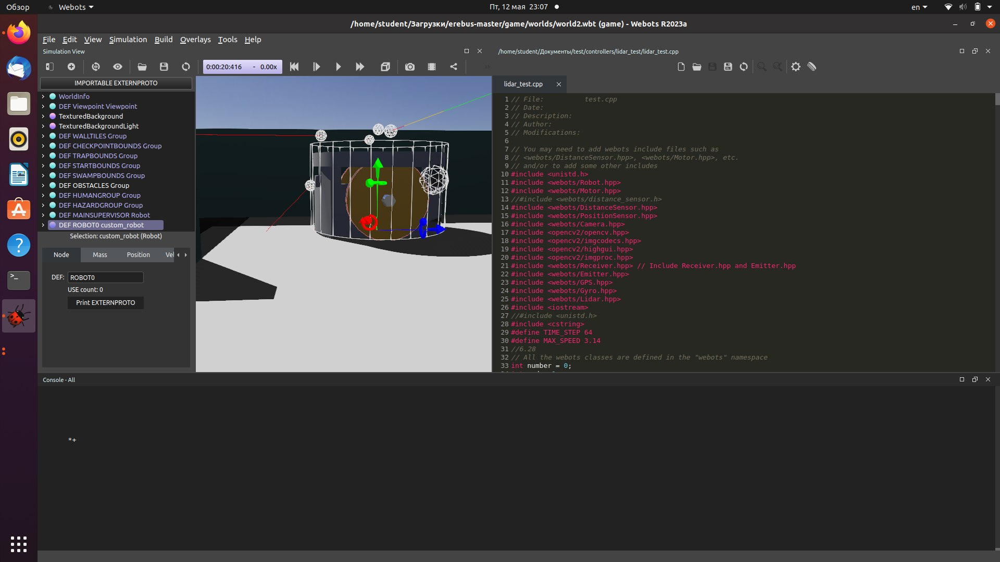 Обзор
Webots
Пт, 12 мая 23:07
en
/home/student/Загрузки/erebus-master/game/worlds/world2.wbt (game) - Webots R2023a
File Edit View Simulation Build Overlays Tools Help
Simulation View
0:00:20:416 - 0.00x
IMPORTABLE EXTERNPROTO
WorldInfo
DEF Viewpoint Viewpoint
TexturedBackground
TexturedBackgroundLight
DEF WALLTILES Group
DEF CHECKPOINTBOUNDS Group
DEF TRAPBOUNDS Group
DEF STARTBOUNDS Group
DEF SWAMPBOUNDS Group
DEF OBSTACLES Group
DEF HUMANGROUP Group
DEF HAZARDGROUP Group
DEF MAINSUPERVISOR Robot
DEF ROBOT0 custom_robot
Selection: custom_robot (Robot)
Node Mass Position Vel
DEF: ROBOT0
USE count: 0
Print EXTERNPROTO
/home/student/Документы/test/controllers/lidar_test/lidar_test.cpp
lidar_test.cpp
1 // File: test.cpp
2 // Date:
3 // Description:
4 // Author:
5 // Modifications:
6
7 // You may need to add webots include files such as
8 // <webots/DistanceSensor.hpp>, <webots/Motor.hpp>, etc.
9 // and/or to add some other includes
10 #include <unistd.h>
11 #include <webots/Robot.hpp>
12 #include <webots/Motor.hpp>
13 //#include <webots/distance_sensor.h>
14 #include <webots/DistanceSensor.hpp>
15 #include <webots/PositionSensor.hpp>
16 #include <webots/Camera.hpp>
17 #include <opencv2/opencv.hpp>
18 #include <opencv2/imgcodecs.hpp>
19 #include <opencv2/highgui.hpp>
20 #include <opencv2/imgproc.hpp>
21 #include <webots/Receiver.hpp> // Include Receiver.hpp and Emitter.hpp
22 #include <webots/Emitter.hpp>
23 #include <webots/GPS.hpp>
24 #include <webots/Gyro.hpp>
25 #include <webots/Lidar.hpp>
26 #include <iostream>
27 //#include <unistd.h>
28 #include <cstring>
29 #define TIME_STEP 64
30 #define MAX_SPEED 3.14
31 //6.28
32 // All the webots classes are defined in the "webots" namespace
33 int number = 0;
Console - All
*+